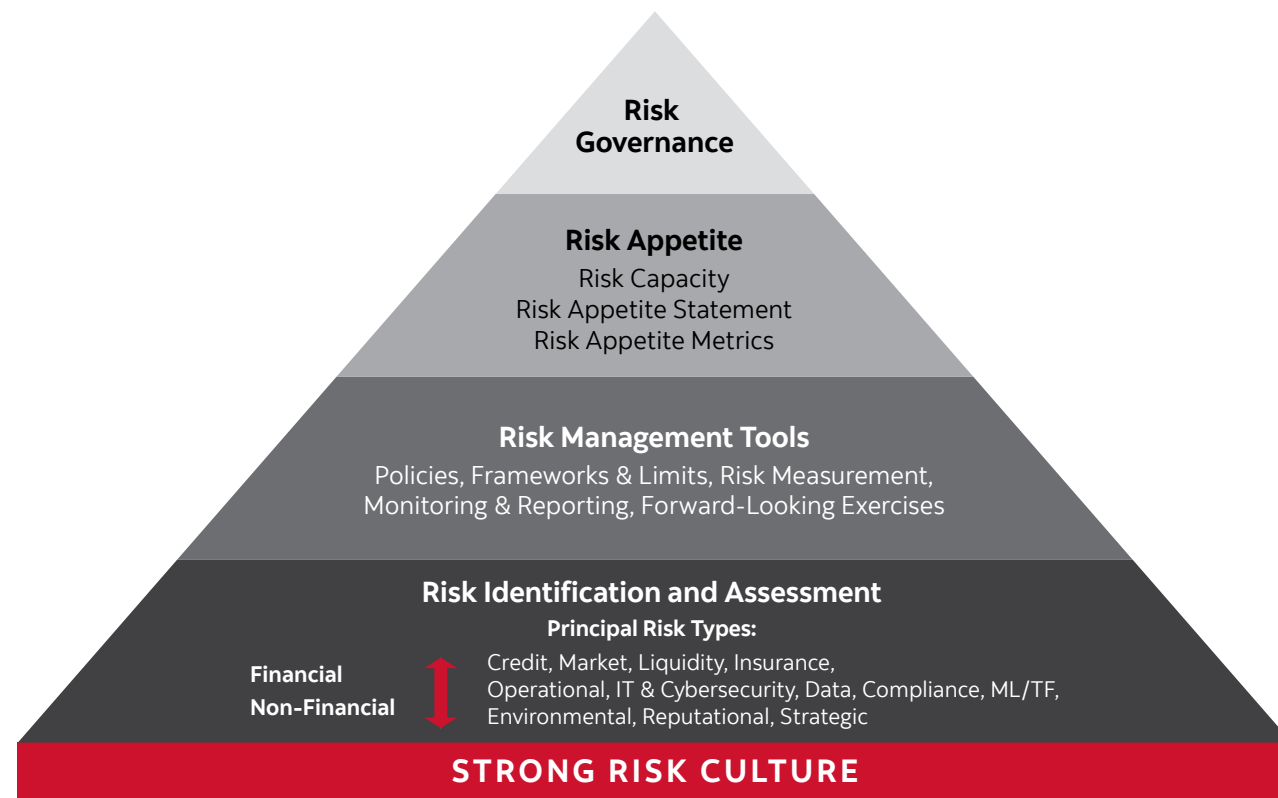 Risk
Governance
Risk Appetite
Risk Capacity
Risk Appetite Statement
Risk Appetite Metrics
Risk Management Tools
Policies, Frameworks & Limits, Risk Measurement,
Monitoring & Reporting, Forward-Looking Exercises
Risk Identification and Assessment
Principal Risk Types:
Financial
Non-Financial
Credit, Market, Liquidity, Insurance,
Operational, IT & Cybersecurity, Data, Compliance, ML/TF,
Environmental, Reputational, Strategic
STRONG RISK CULTURE